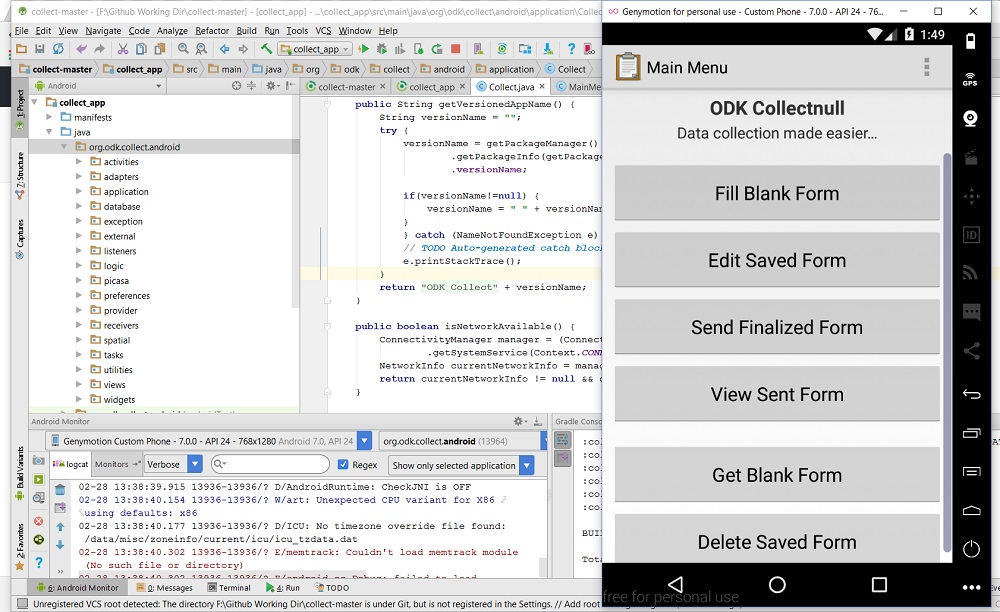 collect-master - [F:\Github Working Dir\collect-master] - [collect_app] - ...\collect_app\src\main\java\org\odk\collect\android\application\Collect
File Edit View Navigate Code Analyze Refactor Build Run Tools VCS Window Help
collect_app
collect-master collect_app src main java org odk collect android application Collect
Android
collect-master collect_app Collect.java MainMe
1: Project
7: Structure
Captures
Build Variants
2: Favorites
collect_app
manifests
java
org.odk.collect.android
activities
adapters
application
database
exception
external
listeners
logic
picasa
preferences
provider
receivers
spatial
tasks
utilities
views
widgets
public String getVersionedAppName() {
String versionName = "";
try {
versionName = getPackageManager()
.getPackageInfo(getPackag
.versionName;
if(versionName!=null) {
versionName = " " + versionNam
}
} catch (NameNotFoundException e)
// TODO Auto-generated catch block
e.printStackTrace();
}
return "ODK Collect" + versionName;
}
public boolean isNetworkAvailable() {
ConnectivityManager manager = (Connect
.getSystemService(Context.CONN
NetworkInfo currentNetworkInfo = mana
return currentNetworkInfo != null &&
}
Android Monitor
Genymotion Custom Phone - 7.0.0 - API 24 - 768x1280 Android 7.0, API 24
org.odk.collect.android (13964)
logcat Monitors Verbose Regex Show only selected application
02-28 13:38:39.915 13936-13936/? D/AndroidRuntime: CheckJNI is OFF
02-28 13:38:40.154 13936-13936/? W/art: Unexpected CPU variant for X86
using defaults: x86
02-28 13:38:40.177 13936-13936/? D/ICU: No timezone override file found:
/data/misc/zoneinfo/current/icu/icu_tzdata.dat
02-28 13:38:40.302 13936-13936/? E/memtrack: Couldn't load memtrack module
(No such file or directory)
Gradle Conso
:col
:col
:col
:col
:col
:col
BUI
Tot
6: Android Monitor 0: Messages Terminal 4: Run TODO
Unregistered VCS root detected: The directory F:\Github Working Dir\collect-master is under Git, but is not registered in the Settings. // Add root
Genymotion for personal use - Custom Phone - 7.0.0 - API 24 - 76...
1:49
Main Menu
ODK Collectnull
Data collection made easier...
Fill Blank Form
Edit Saved Form
Send Finalized Form
View Sent Form
Get Blank Form
Delete Saved Form
free for personal use
GPS
ID